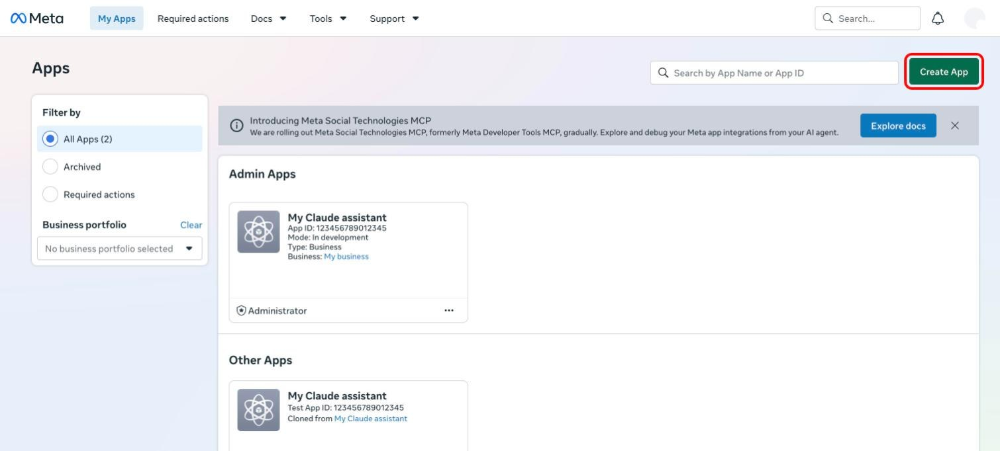 Meta
My Apps
Required actions
Docs
Tools
Support
Search...
Apps
Search by App Name or App ID
Create App
Filter by
All Apps (2)
Archived
Required actions
Business portfolio
Clear
No business portfolio selected
Introducing Meta Social Technologies MCP
We are rolling out Meta Social Technologies MCP, formerly Meta Developer Tools MCP, gradually. Explore and debug your Meta app integrations from your AI agent.
Explore docs
Admin Apps
My Claude assistant
App ID: 123456789012345
Mode: In development
Type: Business
Business: My business
Administrator
Other Apps
My Claude assistant
Test App ID: 123456789012345
Cloned from My Claude assistant